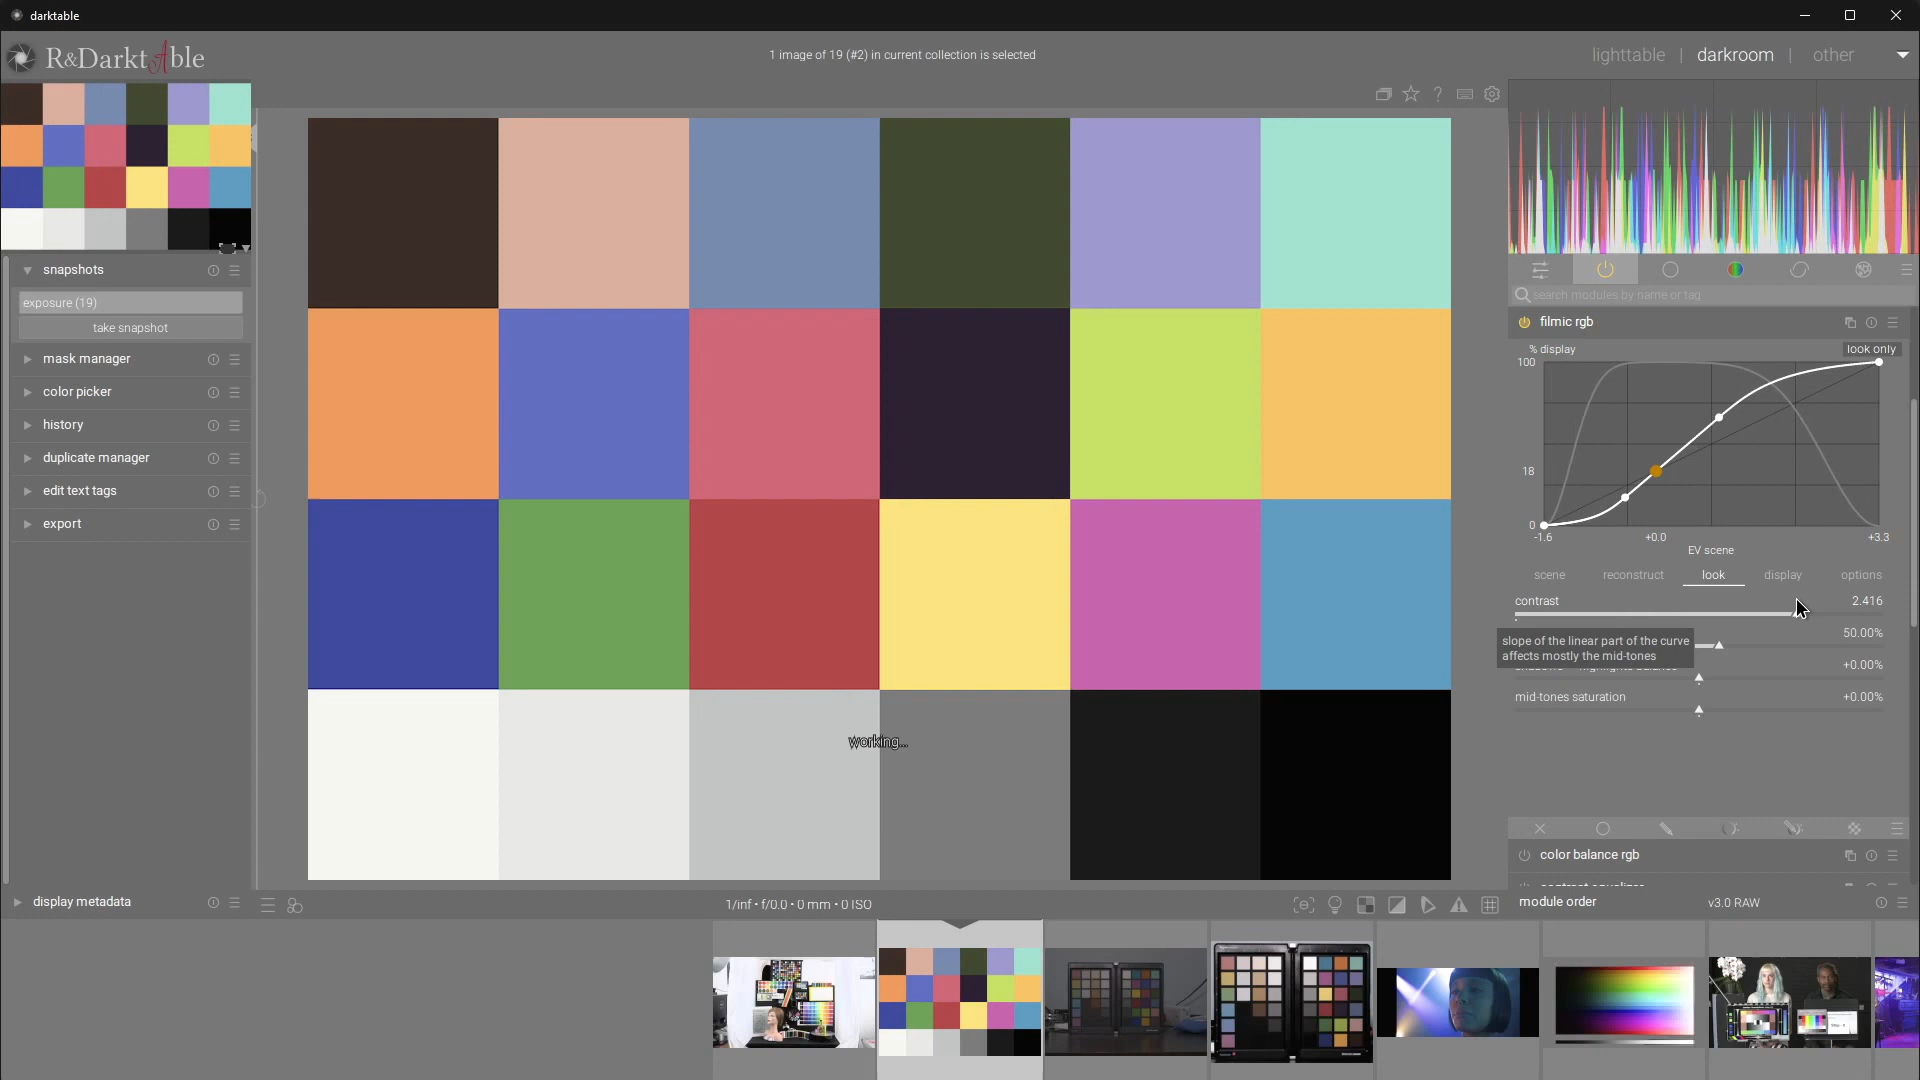 darktable
R&DarktAble
1 image of 19 (#2) in current collection is selected
lighttable | darkroom | other
snapshots
exposure (19)
take snapshot
mask manager
color picker
history
duplicate manager
edit text tags
export
display metadata
working...
1/inf • f/0.0 • 0 mm • 0 ISO
search modules by name or tag
filmic rgb
% display
look only
100
18
0
-1.6
+0.0
+3.3
EV scene
scene
reconstruct
look
display
options
contrast
2.416
50.00%
slope of the linear part of the curve
affects mostly the mid-tones
+0.00%
mid-tones saturation
+0.00%
color balance rgb
module order
v3.0 RAW